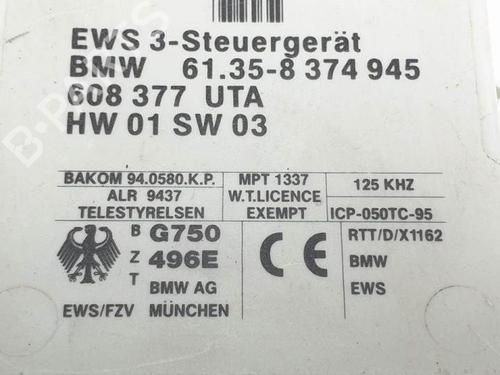 EWS 3-Steuergerät
BMW 61.35-8 374 945
608 377 UTA
HW 01 SW 03
BAKOM 94.0580.K.P. MPT 1337 125 KHZ
ALR 9437 W.T.LICENCE
TELESTYRELSEN EXEMPT ICP-050TC-95
B G750 CE RTT/D/X1162
Z 496E BMW
T BMW AG EWS
EWS/FZV MÜNCHEN